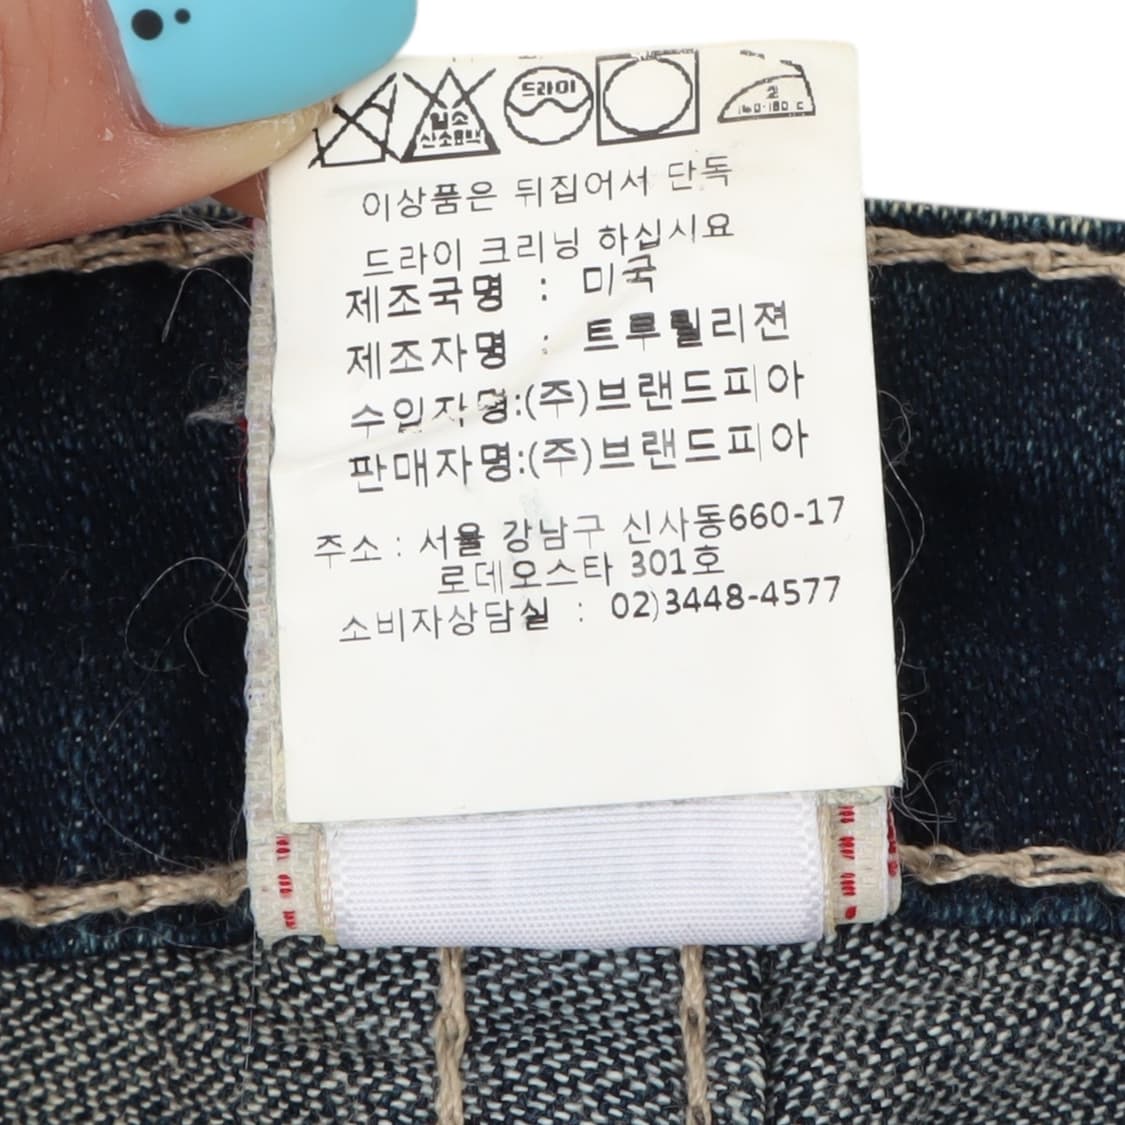 드라이
염소
산소표백
2
160-180 C
이상품은 뒤집어서 단독
드라이 크리닝 하십시요
제조국명 : 미국
제조자명 : 트루릴리젼
수입자명:(주)브랜드피아
판매자명:(주)브랜드피아
주소 : 서울 강남구 신사동660-17
로데오스타 301호
소비자상담실 : 02)3448-4577